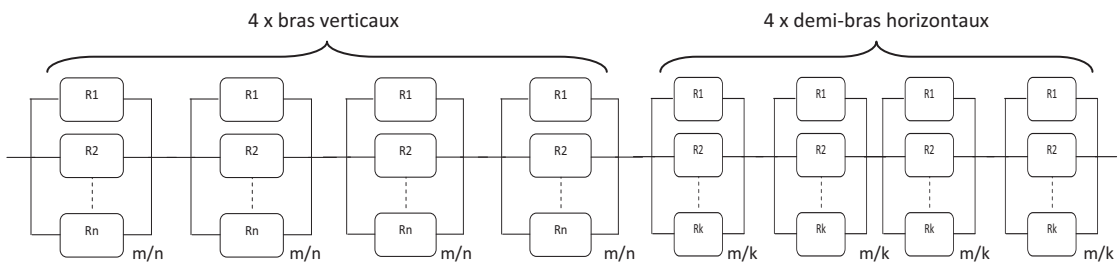 4 x bras verticaux 4 x demi-bras horizontaux
R1 R1 R1 R1 R1 R1 R1 R1
R2 R2 R2 R2 R2 R2 R2 R2
Rn Rn Rn Rn Rk Rk Rk Rk
m/n m/n m/n m/n m/k m/k m/k m/k